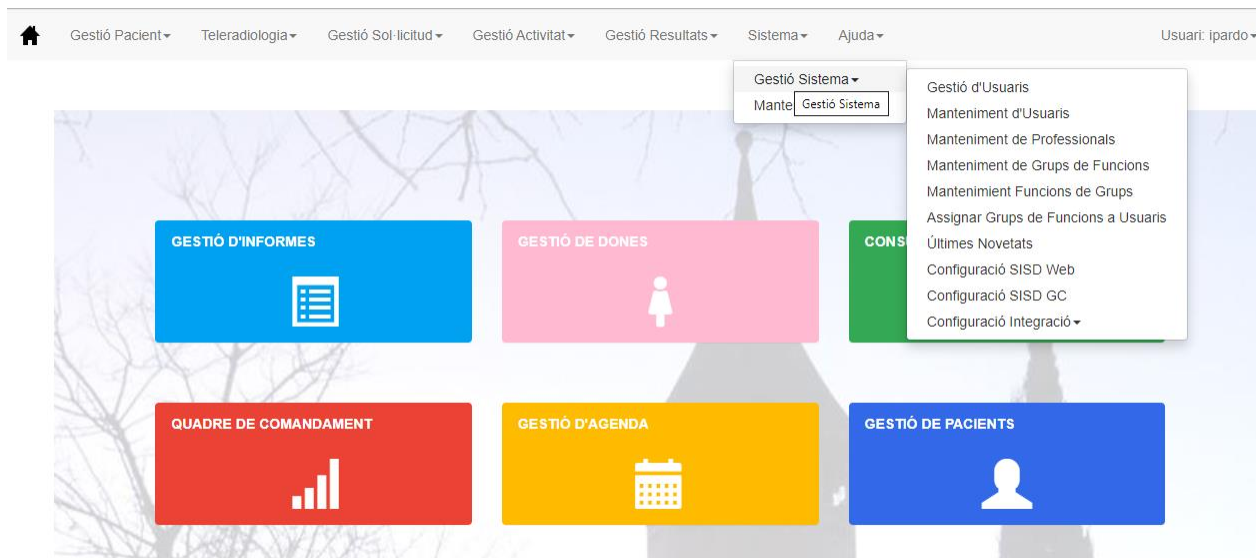 Gestió Pacient Teleradiologia Gestió Sol·licitud Gestió Activitat Gestió Resultats Sistema Ajuda Usuari: ipardo
Gestió Sistema
Mante
Gestió Sistema
Gestió d'Usuaris
Manteniment d'Usuaris
Manteniment de Professionals
Manteniment de Grups de Funcions
Mantenimient Funcions de Grups
Assignar Grups de Funcions a Usuaris
Últimes Novetats
Configuració SISD Web
Configuració SISD GC
Configuració Integració
GESTIÓ D'INFORMES
GESTIÓ DE DONES
CONS
QUADRE DE COMANDAMENT
GESTIÓ D'AGENDA
GESTIÓ DE PACIENTS